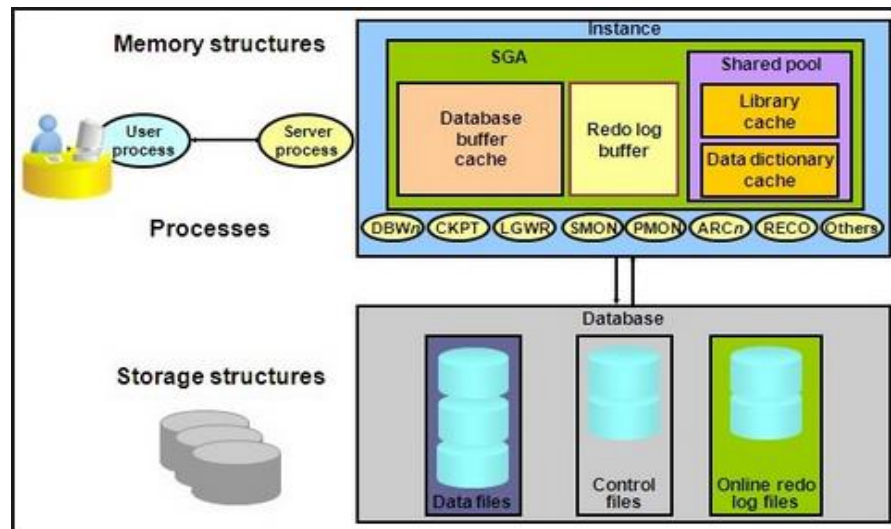 Memory structures
Instance
SGA
Shared pool
Database
buffer
cache
Redo log
buffer
Library
cache
Data dictionary
cache
User
process
Server
process
Processes
DBWn CKPT LGWR SMON PMON ARCn RECO Others
Database
Storage structures
Data files
Control
files
Online redo
log files